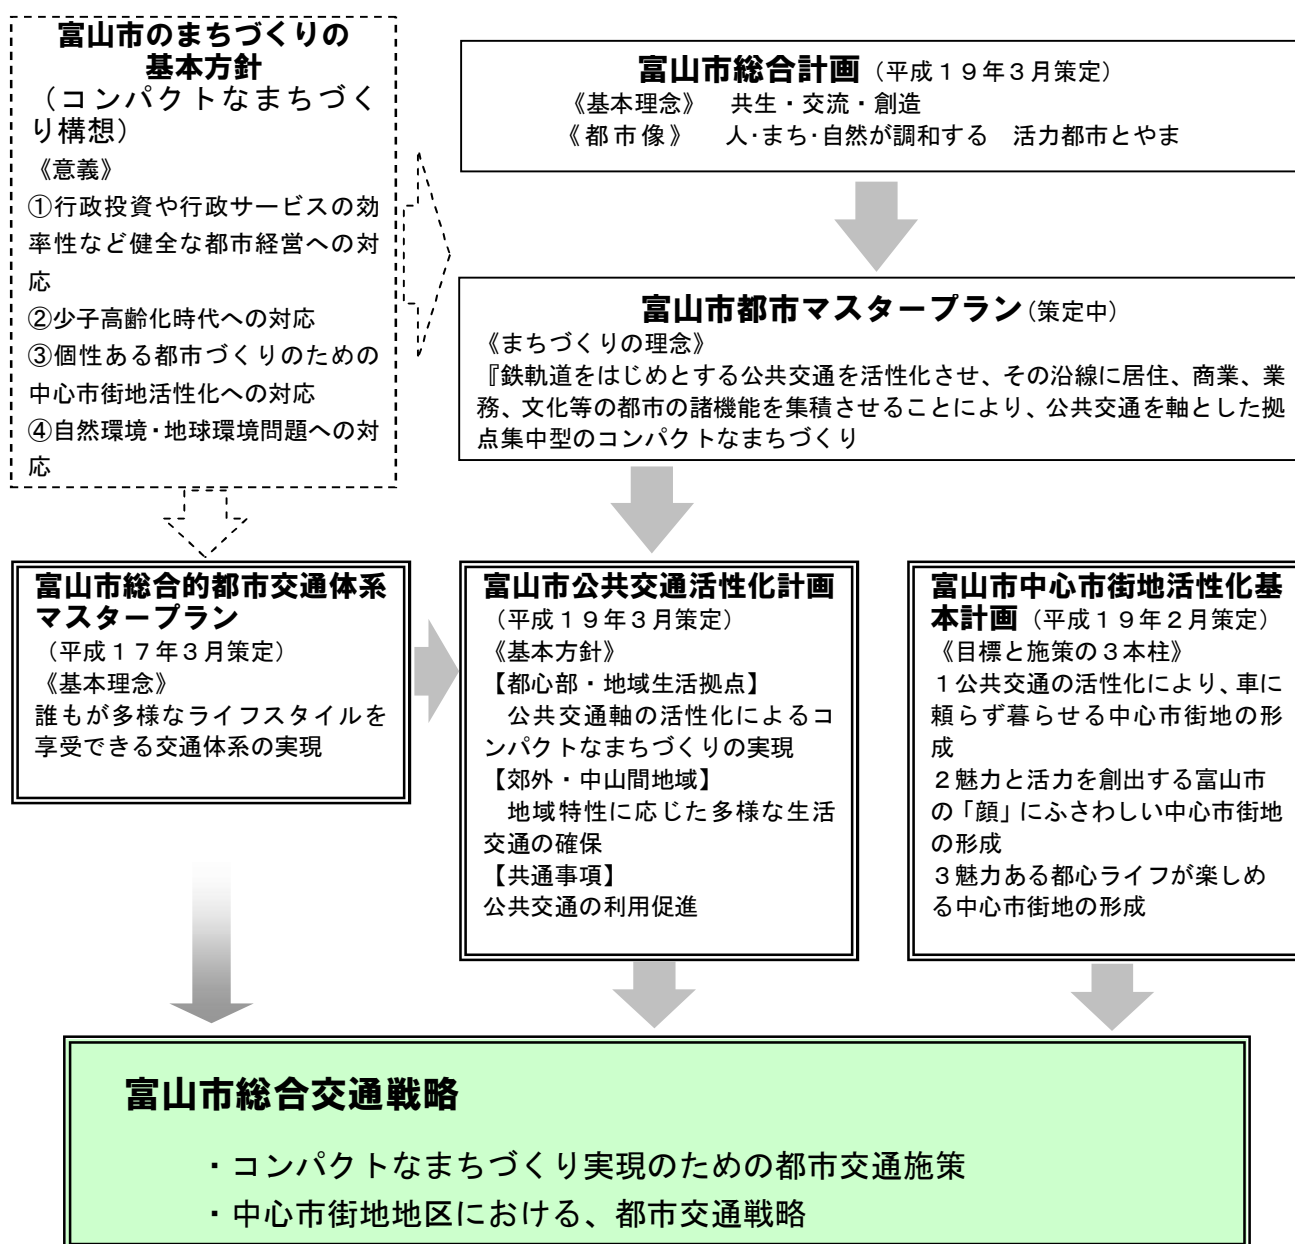 富山市のまちづくりの
基本方針
（コンパクトなまちづく
り構想）
《意義》
①行政投資や行政サービスの効
率性など健全な都市経営への対
応
②少子高齢化時代への対応
③個性ある都市づくりのための
中心市街地活性化への対応
④自然環境・地球環境問題への対
応
富山市総合計画（平成１９年３月策定）
《基本理念》　共生・交流・創造
《都市像》　人・まち・自然が調和する　活力都市とやま
富山市都市マスタープラン(策定中)
《まちづくりの理念》
『鉄軌道をはじめとする公共交通を活性化させ、その沿線に居住、商業、業
務、文化等の都市の諸機能を集積させることにより、公共交通を軸とした拠
点集中型のコンパクトなまちづくり
富山市総合的都市交通体系
マスタープラン
（平成１７年３月策定）
《基本理念》
誰もが多様なライフスタイルを
享受できる交通体系の実現
富山市公共交通活性化計画
（平成１９年３月策定）
《基本方針》
【都心部・地域生活拠点】
公共交通軸の活性化によるコ
ンパクトなまちづくりの実現
【郊外・中山間地域】
地域特性に応じた多様な生活
交通の確保
【共通事項】
公共交通の利用促進
富山市中心市街地活性化基
本計画（平成１９年２月策定）
《目標と施策の３本柱》
１公共交通の活性化により、車に
頼らず暮らせる中心市街地の形
成
２魅力と活力を創出する富山市
の「顔」にふさわしい中心市街地
の形成
３魅力ある都心ライフが楽しめ
る中心市街地の形成
富山市総合交通戦略
・コンパクトなまちづくり実現のための都市交通施策
・中心市街地地区における、都市交通戦略